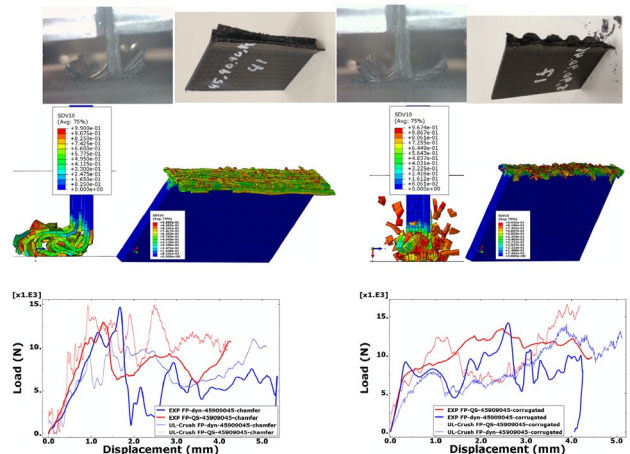 41
15
SDV10
(Avg: 75%)
+9.900e-01
+9.075e-01
+8.250e-01
+7.425e-01
+6.600e-01
+5.775e-01
+4.950e-01
+4.125e-01
+3.300e-01
+2.475e-01
+1.650e-01
+8.250e-02
+0.000e+00
SDV10
(Avg: 75%)
SDV10
(Avg: 75%)
+9.674e-01
+8.867e-01
+8.061e-01
+7.255e-01
+6.449e-01
+5.643e-01
+4.837e-01
+4.031e-01
+3.224e-01
+2.418e-01
+1.612e-01
+8.061e-02
+0.000e+00
SDV10
(Avg: 75%)
[x1.E3]
15.
10.
5.
0.
Load (N)
0.0 1.0 2.0 3.0 4.0 5.0
Displacement (mm)
EXP FP-dyn-45909045-chamfer
EXP FP-QS-45909045-chamfer
UL-Crush FP-dyn-45909045-chamfer
UL-Crush FP-QS-45909045-chamfer
[x1.E3]
15.
10.
5.
0.
Load (N)
0.0 1.0 2.0 3.0 4.0 5.0
Displacement (mm)
EXP FP-QS-45909045-corrugated
EXP FP-dyn-45909045-corrugated
UL-Crush FP-QS-45909045-corrugated
UL-Crush FP-dyn-45909045-corrugated